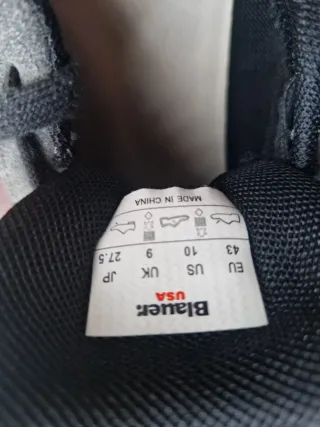 Blauer.
USA
EU US UK JP
43 10 9 27.5
MADE IN CHINA